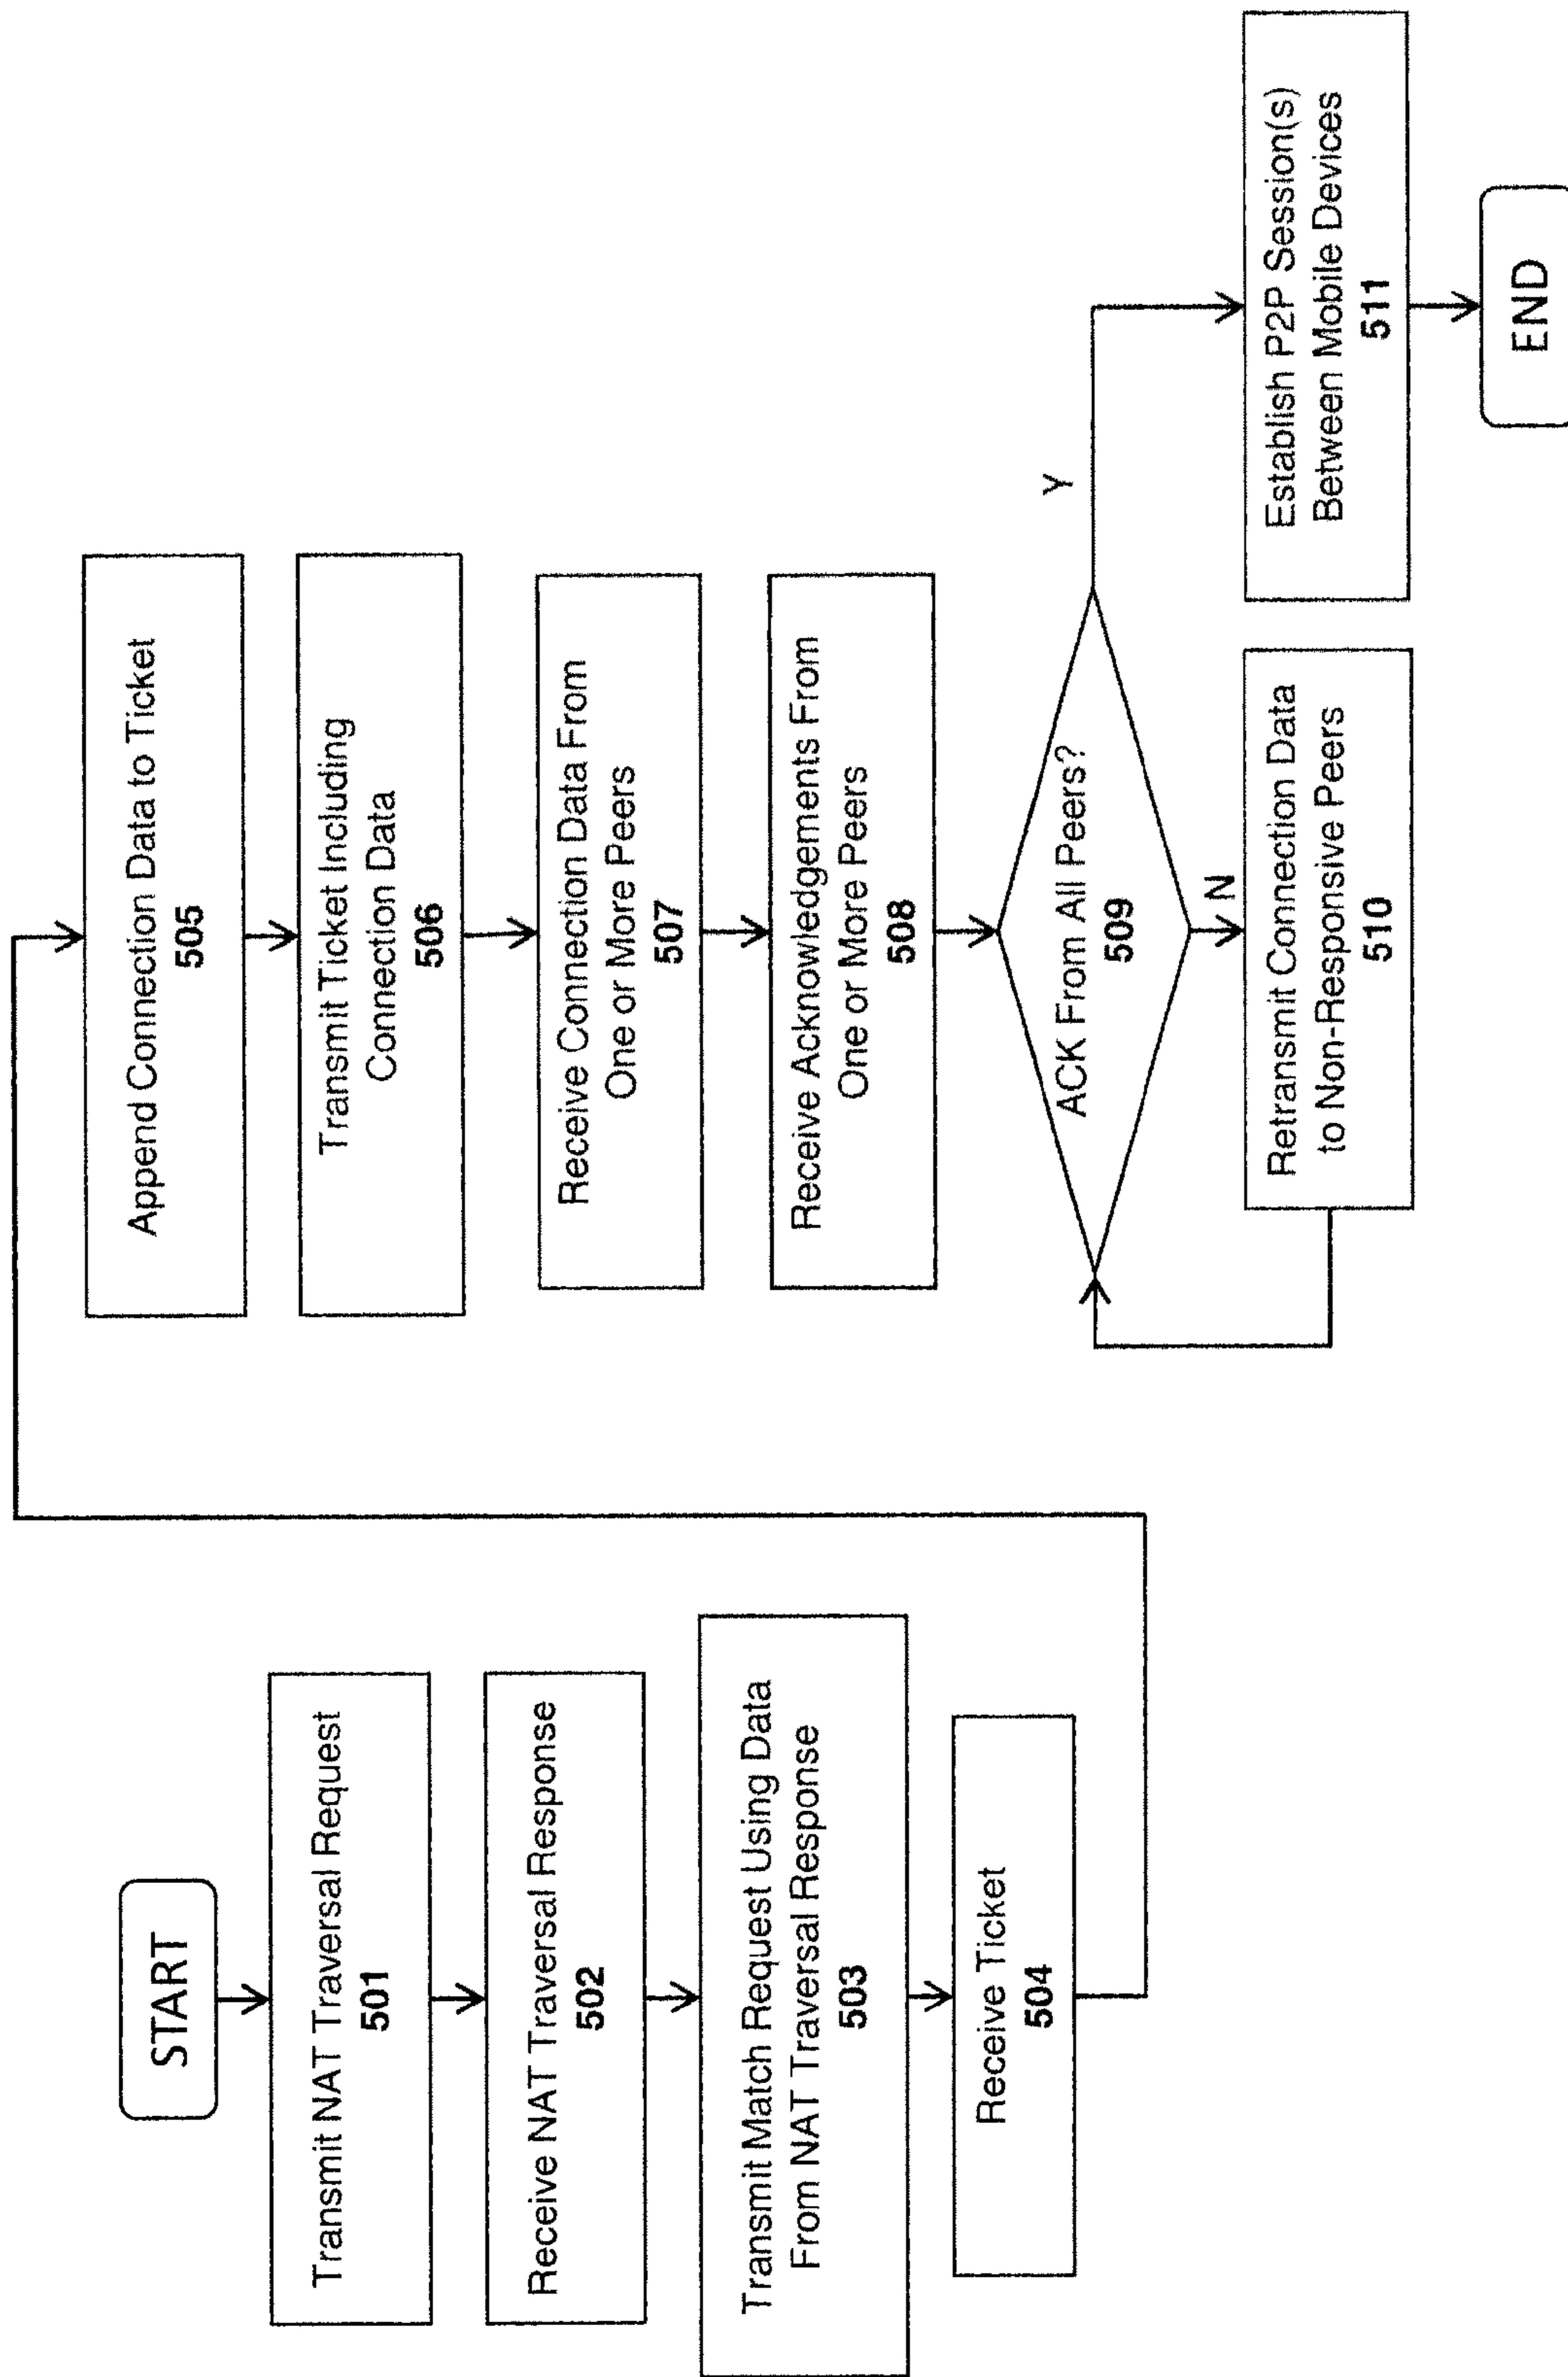 START
Transmit NAT Traversal Request
501
Receive NAT Traversal Response
502
Transmit Match Request Using Data
From NAT Traversal Response
503
Receive Ticket
504
Append Connection Data to Ticket
505
Transmit Ticket Including
Connection Data
506
Receive Connection Data From
One or More Peers
507
Receive Acknowledgements From
One or More Peers
508
ACK From All Peers?
509
N
Y
Retransmit Connection Data
to Non-Responsive Peers
510
Establish P2P Session(s)
Between Mobile Devices
511
END